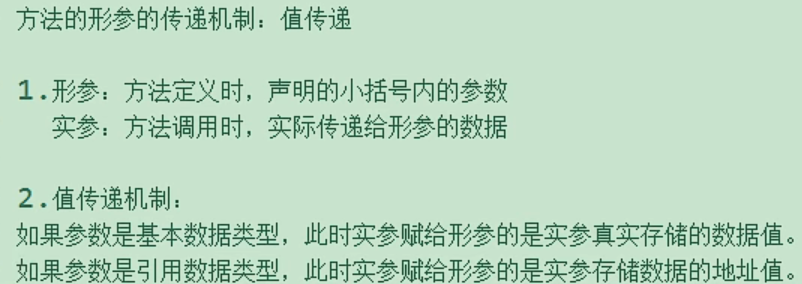 方法的形参的传递机制：值传递
1.形参：方法定义时，声明的小括号内的参数
实参：方法调用时，实际传递给形参的数据
2.值传递机制：
如果参数是基本数据类型，此时实参赋给形参的是实参真实存储的数据值。
如果参数是引用数据类型，此时实参赋给形参的是实参存储数据的地址值。